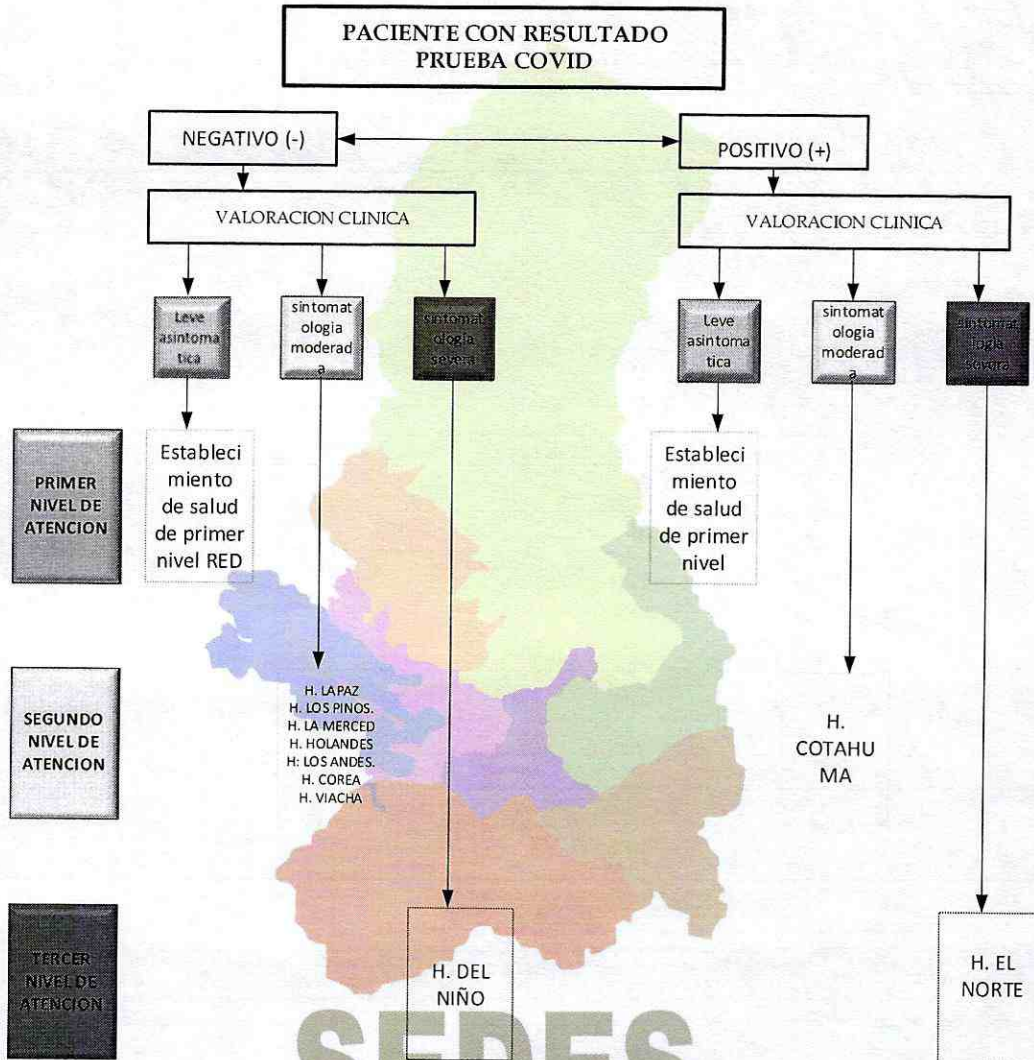 PACIENTE CON RESULTADO
PRUEBA COVID
NEGATIVO (-)
POSITIVO (+)
VALORACION CLINICA
VALORACION CLINICA
Leve
asintoma
tica
sintomat
ologia
moderad
a
sintomat
ologia
severa
Leve
asintoma
tica
sintomat
ologia
moderad
a
sintomat
ologia
severa
PRIMER
NIVEL DE
ATENCION
Estableci
miento
de salud
de primer
nivel RED
Estableci
miento
de salud
de primer
nivel
SEGUNDO
NIVEL DE
ATENCION
H. LA PAZ
H. LOS PINOS.
H. LA MERCED
H. HOLANDES
H: LOS ANDES.
H. COREA
H. VIACHA
H.
COTAHU
MA
TERCER
NIVEL DE
ATENCION
H. DEL
NIÑO
H. EL
NORTE
SEDES